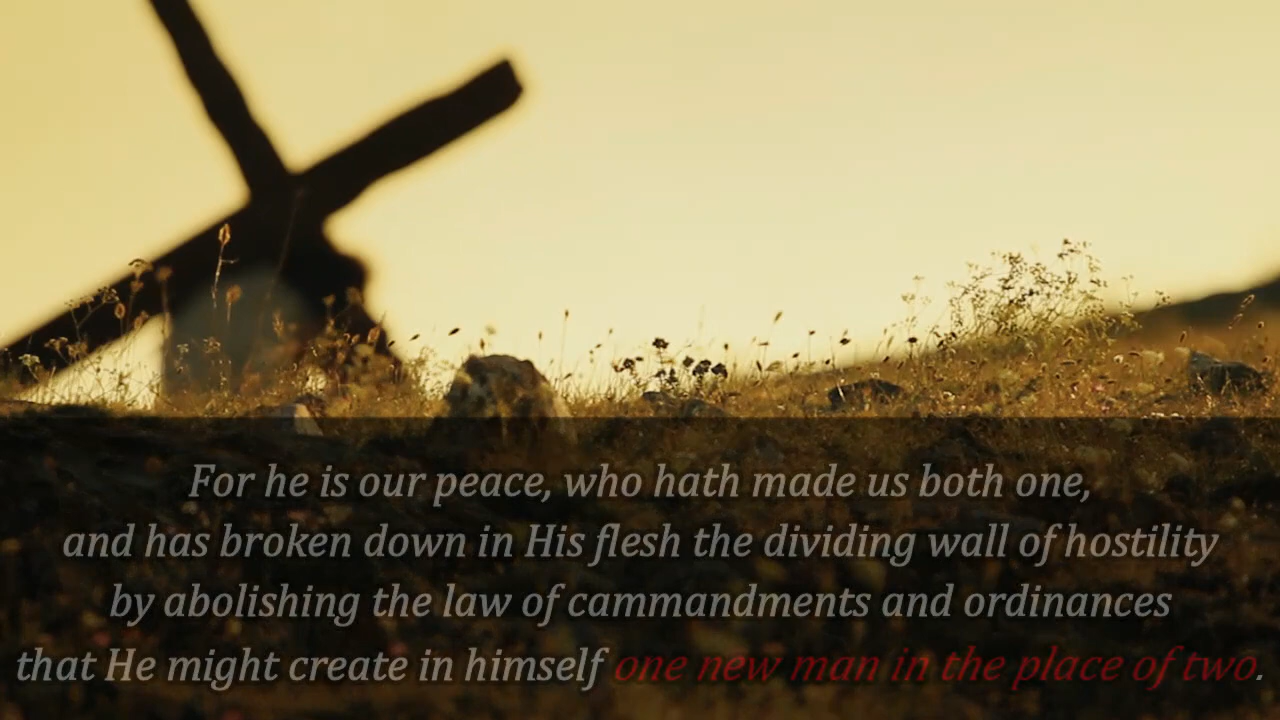 For he is our peace, who hath made us both one,
and has broken down in His flesh the dividing wall of hostility
by abolishing the law of cammandments and ordinances
that He might create in himself one new man in the place of two.